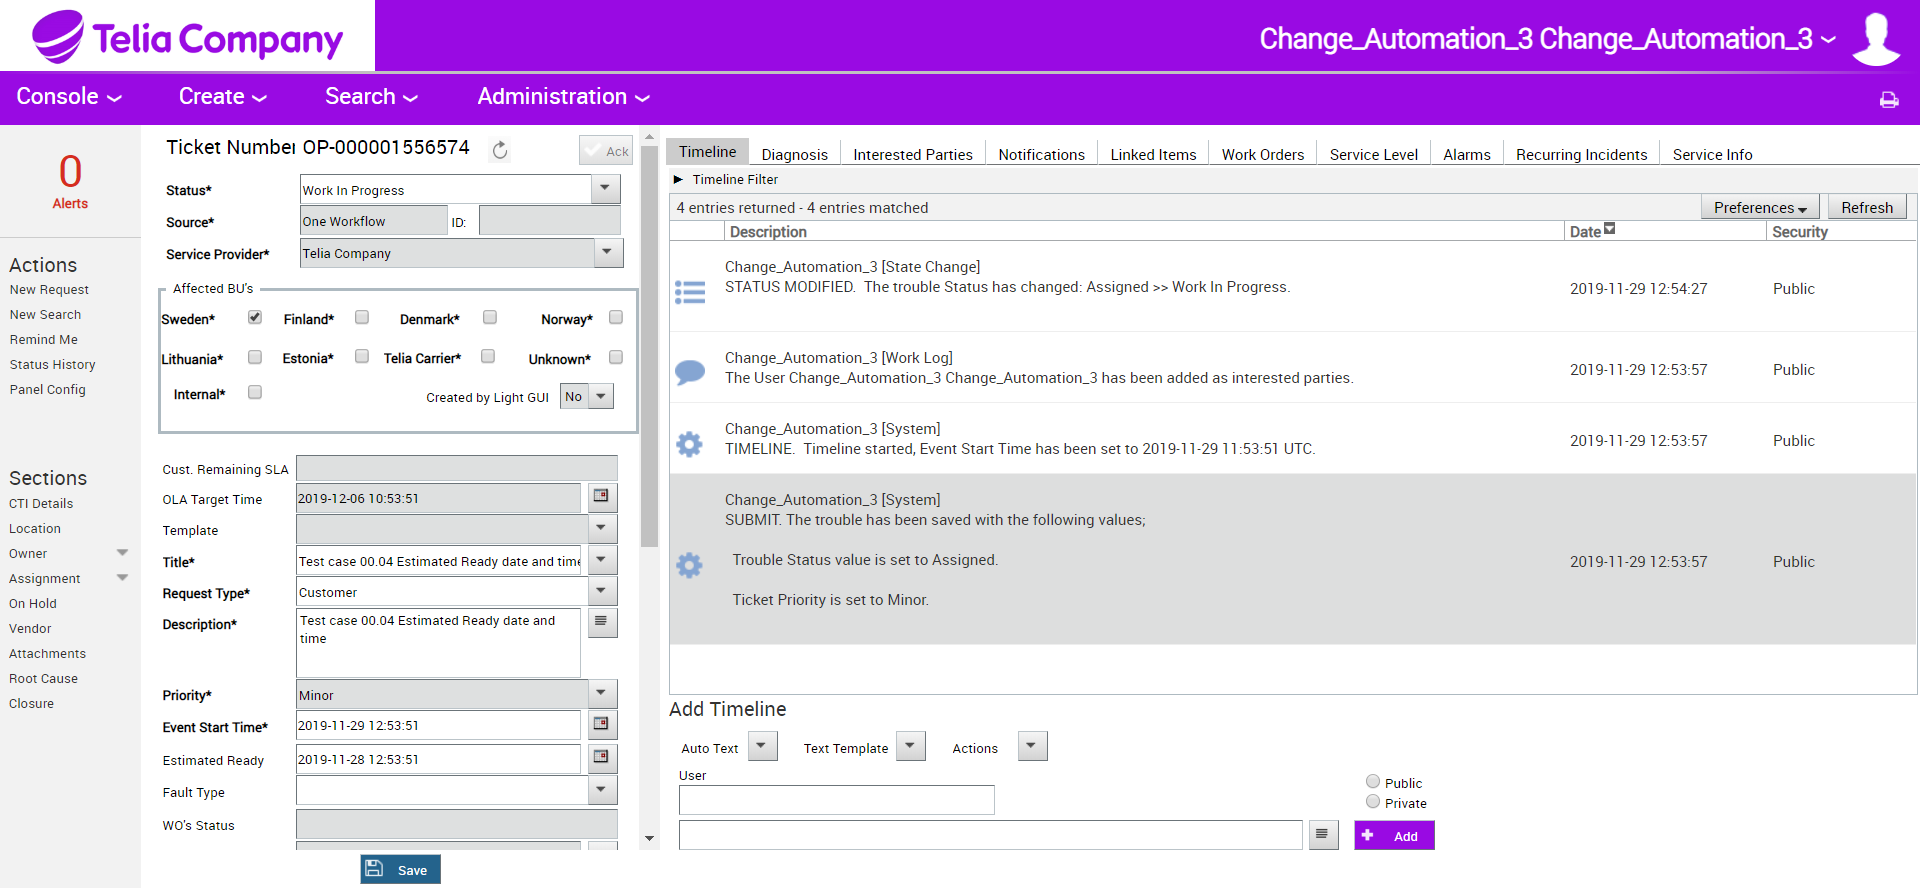 Telia Company
Change_Automation_3 Change_Automation_3
Console
Create
Search
Administration
0
Alerts
Actions
New Request
New Search
Remind Me
Status History
Panel Config
Sections
CTI Details
Location
Owner
Assignment
On Hold
Vendor
Attachments
Root Cause
Closure
Ticket Number OP-000001556574
Ack
Status*
Work In Progress
Source*
One Workflow
ID:
Service Provider*
Telia Company
Affected BU's
Sweden*
Finland*
Denmark*
Norway*
Lithuania*
Estonia*
Telia Carrier*
Unknown*
Internal*
Created by Light GUI
No
Cust. Remaining SLA
OLA Target Time
2019-12-06 10:53:51
Template
Title*
Test case 00.04 Estimated Ready date and time
Request Type*
Customer
Description*
Test case 00.04 Estimated Ready date and
time
Priority*
Minor
Event Start Time*
2019-11-29 12:53:51
Estimated Ready
2019-11-28 12:53:51
Fault Type
WO's Status
Save
Timeline
Diagnosis
Interested Parties
Notifications
Linked Items
Work Orders
Service Level
Alarms
Recurring Incidents
Service Info
Timeline Filter
4 entries returned - 4 entries matched
Preferences
Refresh
Description
Date
Security
Change_Automation_3 [State Change]
STATUS MODIFIED. The trouble Status has changed: Assigned >> Work In Progress.
2019-11-29 12:54:27
Public
Change_Automation_3 [Work Log]
The User Change_Automation_3 Change_Automation_3 has been added as interested parties.
2019-11-29 12:53:57
Public
Change_Automation_3 [System]
TIMELINE. Timeline started, Event Start Time has been set to 2019-11-29 11:53:51 UTC.
2019-11-29 12:53:57
Public
Change_Automation_3 [System]
SUBMIT. The trouble has been saved with the following values;
Trouble Status value is set to Assigned.
Ticket Priority is set to Minor.
2019-11-29 12:53:57
Public
Add Timeline
Auto Text
Text Template
Actions
User
Public
Private
Add